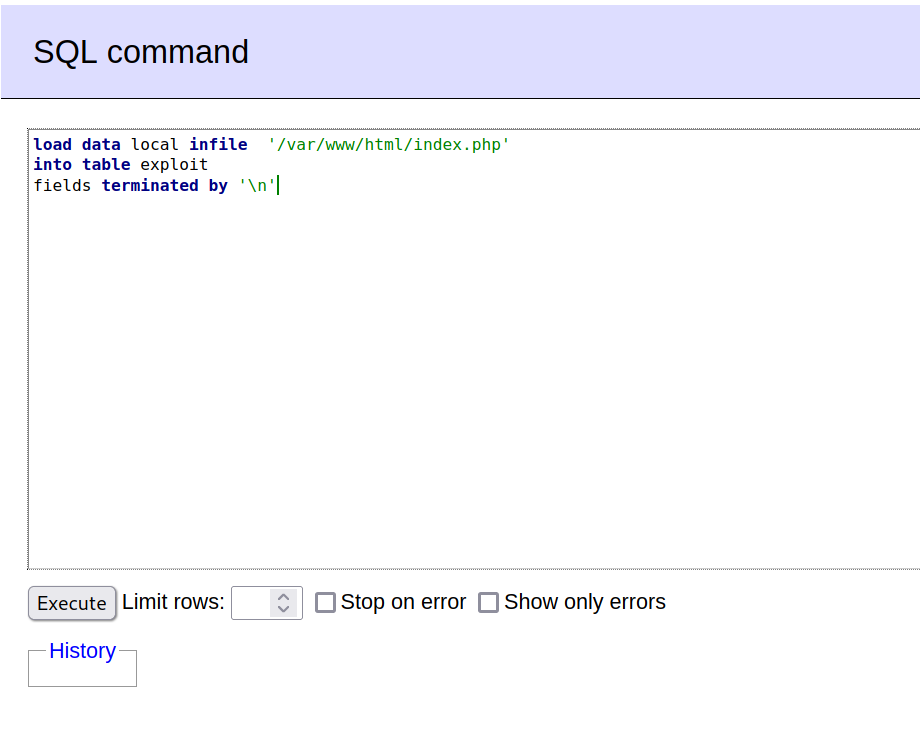 SQL command
load data local infile  '/var/www/html/index.php'
into table exploit
fields terminated by '\n'
Execute Limit rows: Stop on error Show only errors
History